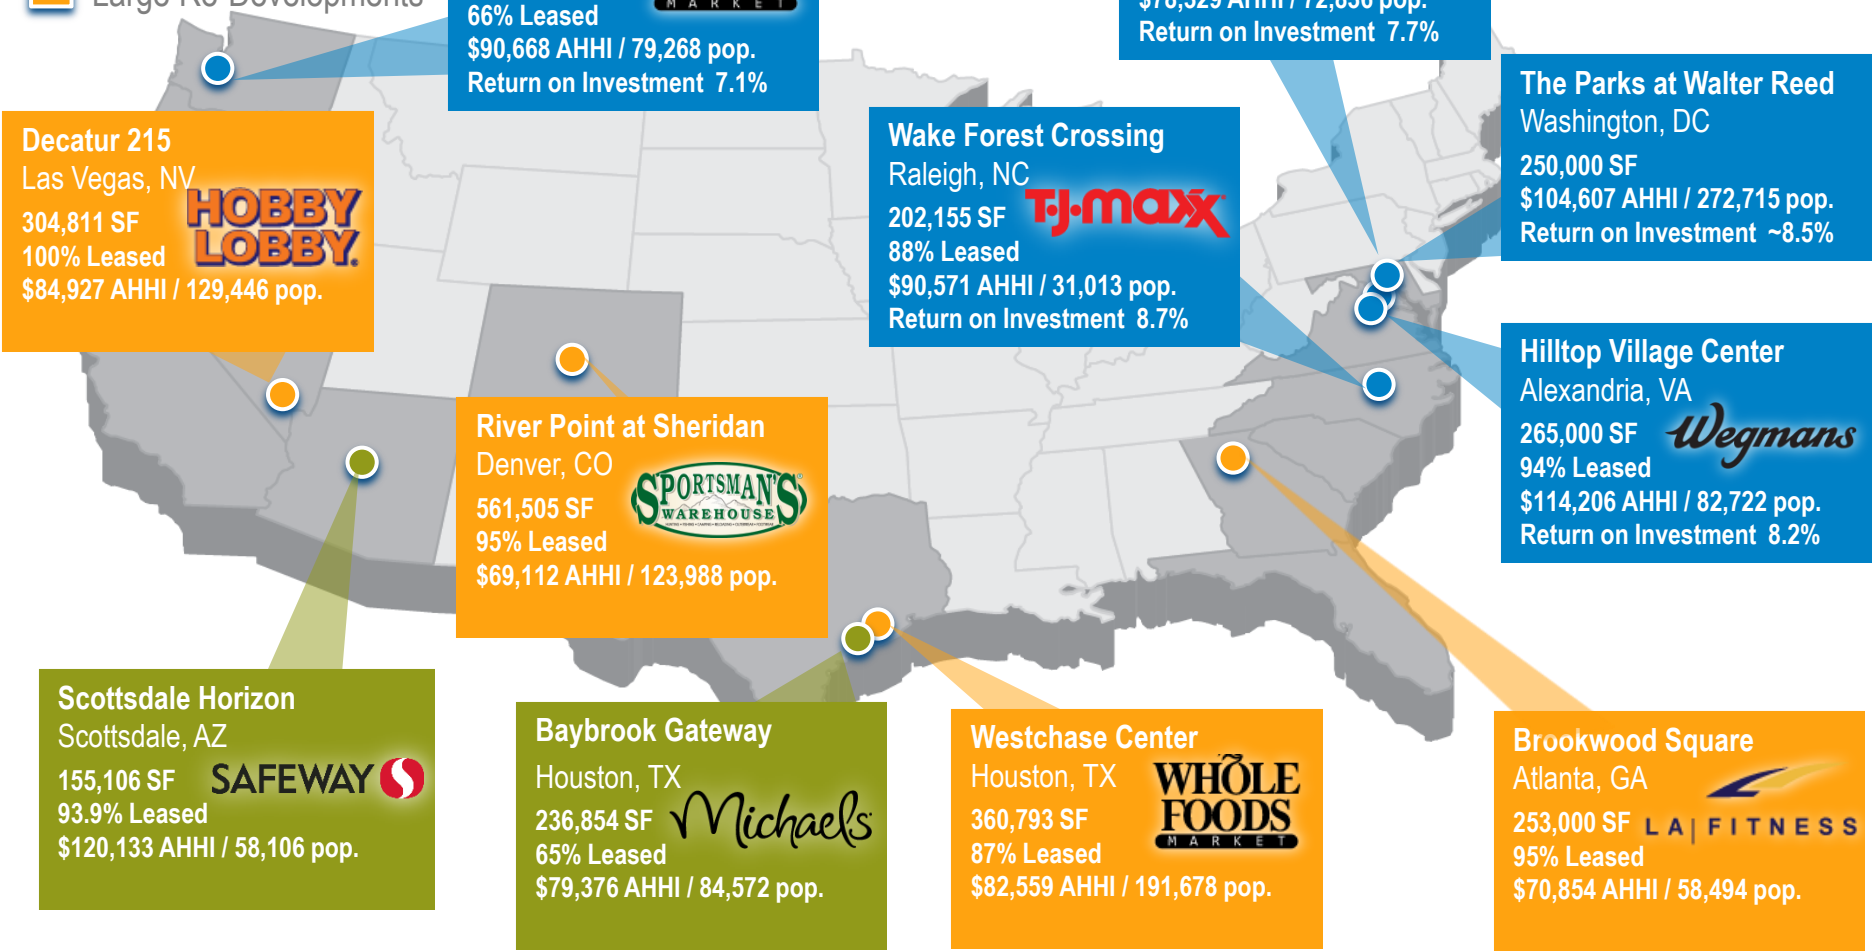 Large Re-Developments
MARKET
66% Leased
$90,668 AHHI / 79,268 pop.
Return on Investment 7.1%
Return on Investment 7.7%
The Parks at Walter Reed
Washington, DC
250,000 SF
$104,607 AHHI / 272,715 pop.
Return on Investment ~8.5%
Decatur 215
Las Vegas, NV
HOBBY
LOBBY
304,811 SF
100% Leased
$84,927 AHHI / 129,446 pop.
Wake Forest Crossing
Raleigh, NC
T·J·maxx
202,155 SF
88% Leased
$90,571 AHHI / 31,013 pop.
Return on Investment 8.7%
Hilltop Village Center
Alexandria, VA
Wegmans
265,000 SF
94% Leased
$114,206 AHHI / 82,722 pop.
Return on Investment 8.2%
River Point at Sheridan
Denver, CO
SPORTSMAN'S
WAREHOUSE
561,505 SF
95% Leased
$69,112 AHHI / 123,988 pop.
Scottsdale Horizon
Scottsdale, AZ
155,106 SF
SAFEWAY
93.9% Leased
$120,133 AHHI / 58,106 pop.
Baybrook Gateway
Houston, TX
236,854 SF
Michaels
65% Leased
$79,376 AHHI / 84,572 pop.
Westchase Center
Houston, TX
WHOLE
FOODS
MARKET
360,793 SF
87% Leased
$82,559 AHHI / 191,678 pop.
Brookwood Square
Atlanta, GA
253,000 SF
LA|FITNESS
95% Leased
$70,854 AHHI / 58,494 pop.